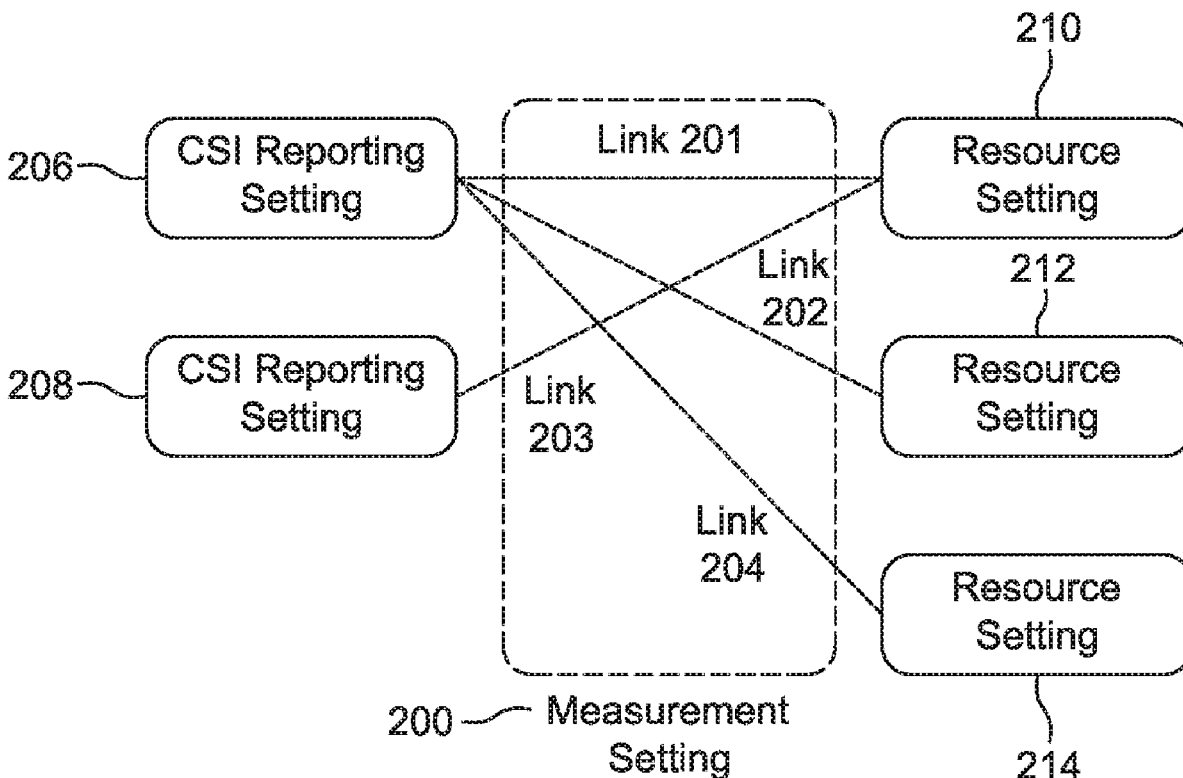 210
206
CSI Reporting
Setting
Link 201
Resource
Setting
Link
202
212
208
CSI Reporting
Setting
Link
203
Resource
Setting
Link
204
Resource
Setting
200
Measurement
Setting
214